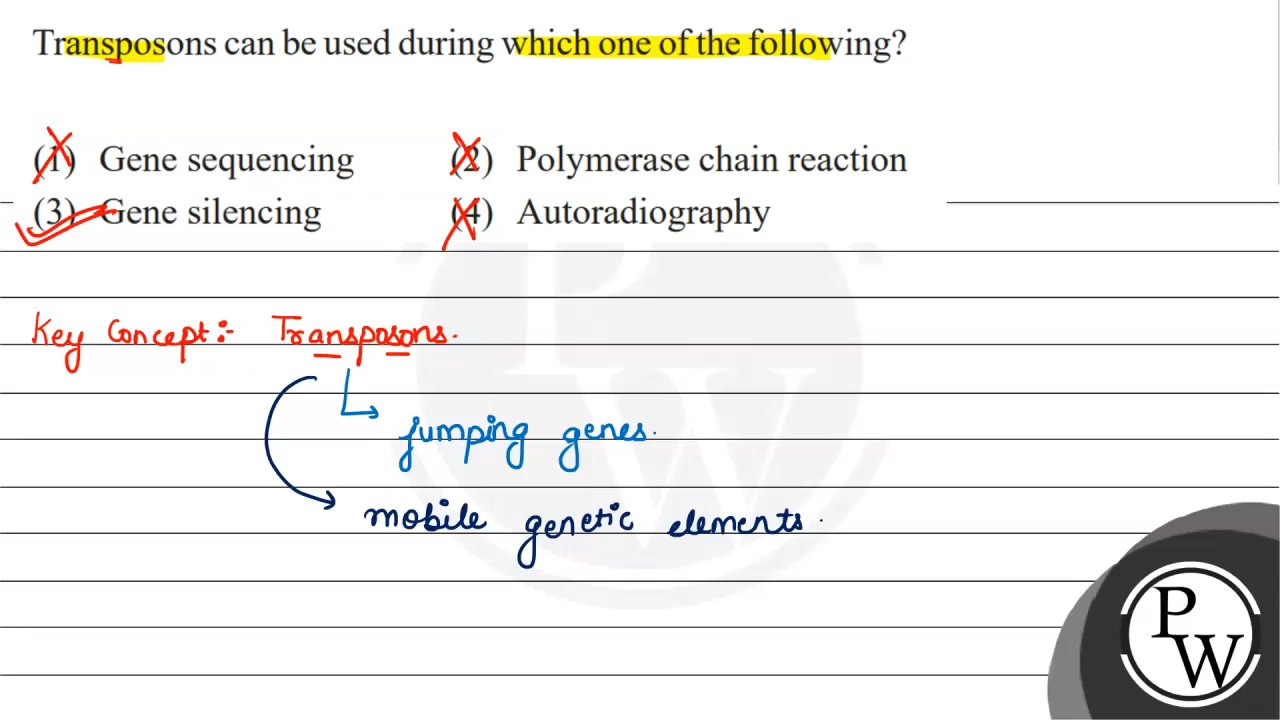 Transposons can be used during which one of the following?
(1) Gene sequencing (2) Polymerase chain reaction
(3) Gene silencing (4) Autoradiography
Key Concept:- Transposons.
Jumping genes.
mobile genetic elements.
PW
PW